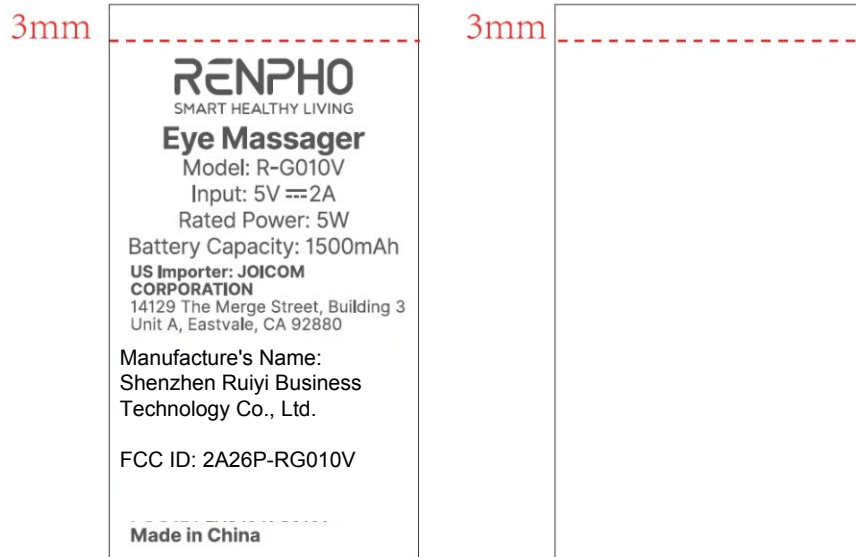 3mm
3mm
RENPHO
SMART HEALTHY LIVING
Eye Massager
Model: R-G010V
Input: 5V ⎓2A
Rated Power: 5W
Battery Capacity: 1500mAh
US Importer: JOICOM
CORPORATION
14129 The Merge Street, Building 3
Unit A, Eastvale, CA 92880
Manufacture's Name:
Shenzhen Ruiyi Business
Technology Co., Ltd.
FCC ID: 2A26P-RG010V
Made in China